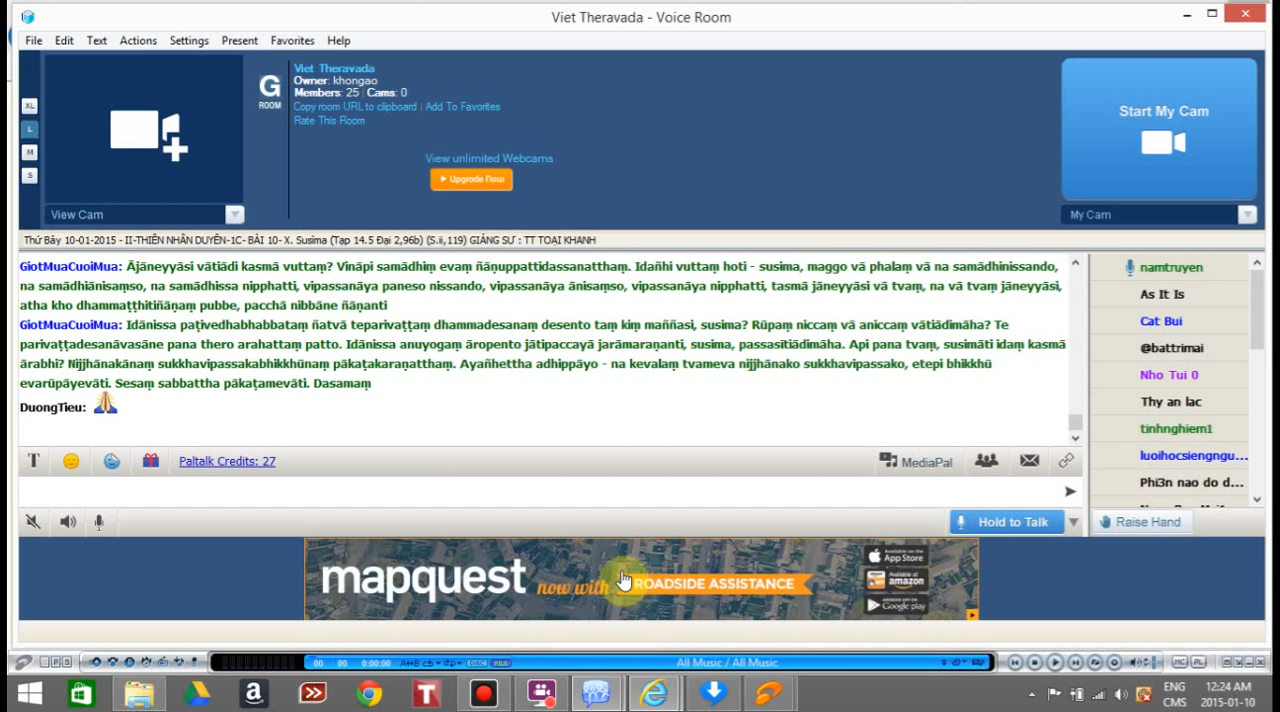 Viet Theravada - Voice Room
File Edit Text Actions Settings Present Favorites Help
XL
L
M
S
View Cam
G
ROOM
Viet Theravada
Owner: khongao
Members: 25 | Cams: 0
Copy room URL to clipboard | Add To Favorites
Rate This Room
View unlimited Webcams
Upgrade Now
Start My Cam
My Cam
Thứ Bảy 10-01-2015 - II-THIÊN NHÂN DUYÊN-1C- BÀI 10- X. Susima (Tạp 14.5 Đại 2,96b) (S.ii,119) GIẢNG SƯ : TT TOẠI KHANH
GiotMuaCuoiMua: Ājāneyyāsi vātiādi kasmā vuttaṃ? Vināpi samādhiṃ evaṃ ñāṇuppattidassanatthaṃ. Idañhi vuttaṃ hoti - susima, maggo vā phalaṃ vā na samādhinissando,
na samādhiānisaṃso, na samādhissa nipphatti, vipassanāya paneso nissando, vipassanāya ānisaṃso, vipassanāya nipphatti, tasmā jāneyyāsi vā tvaṃ, na vā tvaṃ jāneyyāsi,
atha kho dhammaṭṭhitiñāṇaṃ pubbe, pacchā nibbāne ñāṇanti
GiotMuaCuoiMua: Idānissa paṭivedhabhabbataṃ ñatvā teparivaṭṭaṃ dhammadesanaṃ desento taṃ kiṃ maññasi, susima? Rūpaṃ niccaṃ vā aniccaṃ vātiādimāha? Te
parivaṭṭadesanāvasāne pana thero arahattaṃ patto. Idānissa anuyogaṃ āropento jātipaccayā jarāmaraṇanti, susima, passasītiādimāha. Api pana tvaṃ, susimāti idaṃ kasmā
ārabhi? Nijjhānakānaṃ sukkhavipassakabhikkhūnaṃ pākaṭakaraṇatthaṃ. Ayañhettha adhippāyo - na kevalaṃ tvameva nijjhānako sukkhavipassako, etepi bhikkhū
evarūpāyevāti. Sesaṃ sabbattha pākaṭamevāti. Dasamaṃ
DuongTieu:
namtruyen
As It Is
Cat Bui
@battrimai
Nho Tui 0
Thy an lac
tinhnghiem1
luoihocsiengngu...
Phi3n nao do d...
T
Paltalk Credits: 27
MediaPal
Hold to Talk
Raise Hand
mapquest now with ROADSIDE ASSISTANCE
Available on the
App Store
Available at
amazon
ANDROID APP ON
Google play
00 00 0:00:00 A↔B
All Music / All Music
ENG
CMS
12:24 AM
2015-01-10